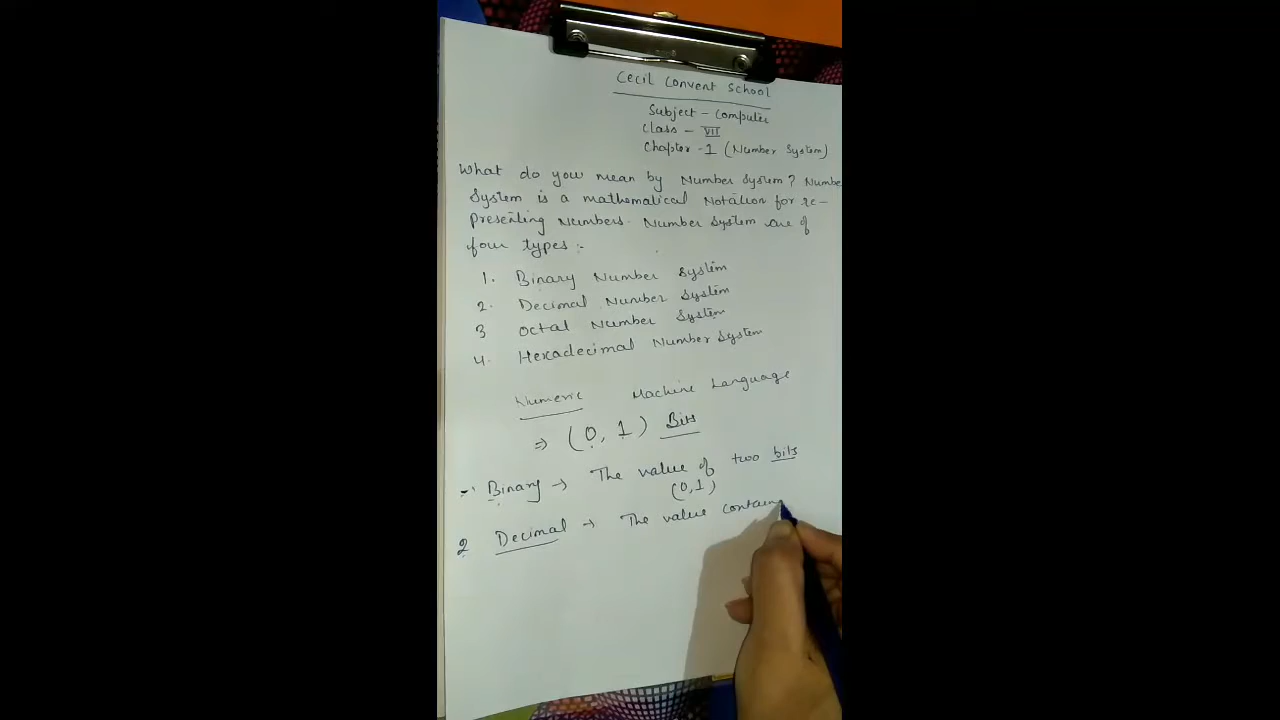 Cecil Convent School
Subject - Computer
Class - VII
Chapter - 1 (Number System)
What do you mean by Number System? Numbe
System is a mathematical Notation for re-
presenting Numbers. Number System are of
four types :-
1. Binary Number System
2. Decimal Number System
3 Octal Number System
4. Hexadecimal Number System
Numeric Machine Language
⇒ (0, 1) Bits
Binary → The value of two bits
(0,1)
2 Decimal → The value contain